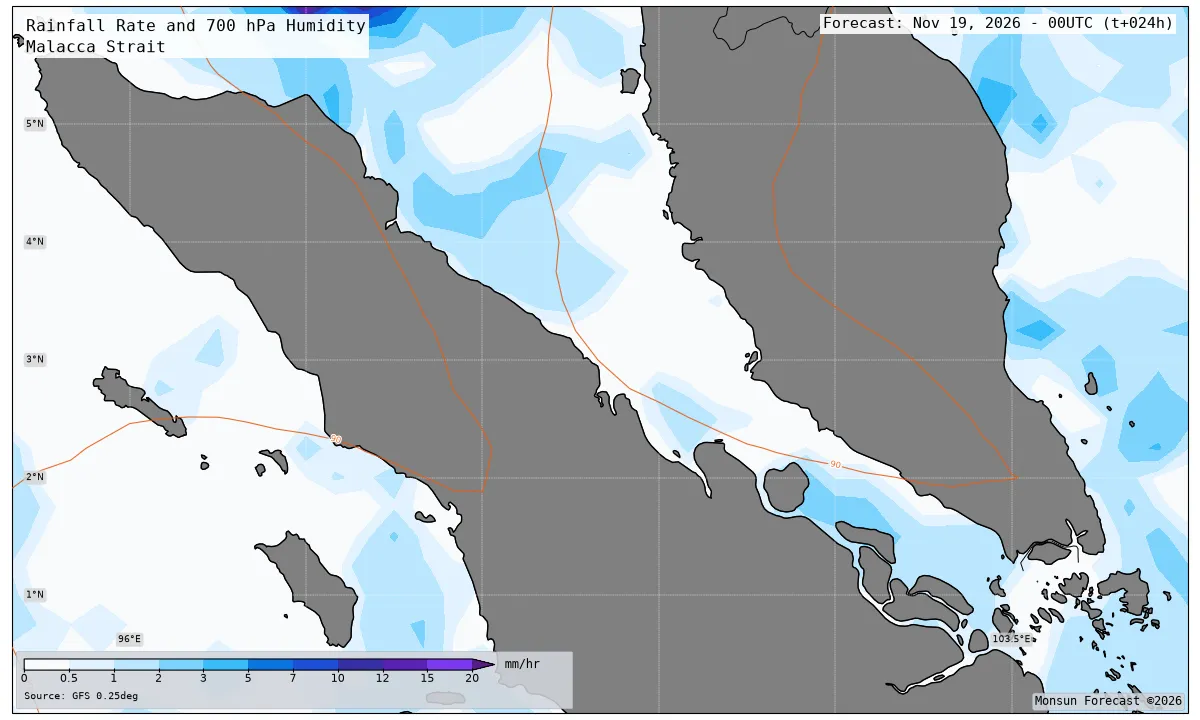 Rainfall Rate and 700 hPa Humidity
Malacca Strait
Forecast: Nov 19, 2026 - 00UTC (t+024h)
5°N
4°N
3°N
90
90
2°N
1°N
96°E
103.5°E
mm/hr
0 0.5 1 2 3 5 7 10 12 15 20
Source: GFS 0.25deg
Monsun Forecast ©2026